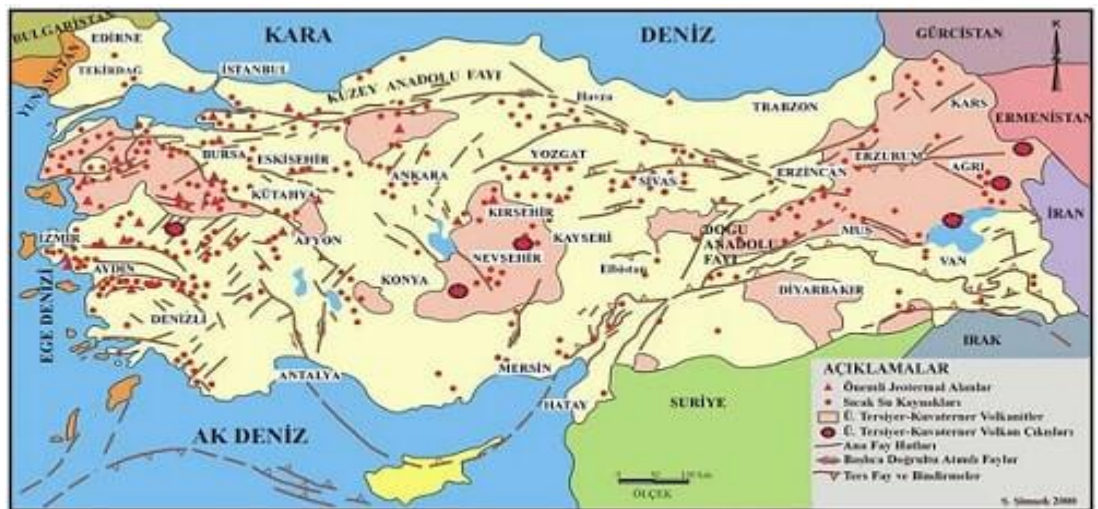 BULGARİSTAN
EDİRNE
KARA
DENİZ
GÜRCİSTAN
K
YUNANİSTAN
TEKİRDAĞ
İSTANBUL
KUZEY ANADOLU FAYI
Havza
TRABZON
KARS
ERMENİSTAN
BURSA
ESKİŞEHİR
ANKARA
YOZGAT
SİVAS
ERZİNCAN
ERZURUM
AĞRI
KÜTAHYA
KIRŞEHİR
İRAN
İZMİR
AFYON
KAYSERİ
DOĞU
ANADOLU
FAYI
MUŞ
VAN
AYDIN
KONYA
NEVŞEHİR
Elbistan
DİYARBAKIR
EGE DENİZİ
DENİZLİ
IRAK
ANTALYA
MERSİN
HATAY
SURİYE
AK DENİZ
AÇIKLAMALAR
Önemli Jeotermal Alanlar
Sıcak Su Kaynakları
Ü. Tersiyer-Kuvaterner Volkanitler
Ü. Tersiyer-Kuvaterner Volkan Çıkışları
Ana Fay Hatları
Başlıca Doğrultu Atımlı Faylar
Ters Fay ve Bindirmeler
0
ÖLÇEK
S. Şimşek 2000